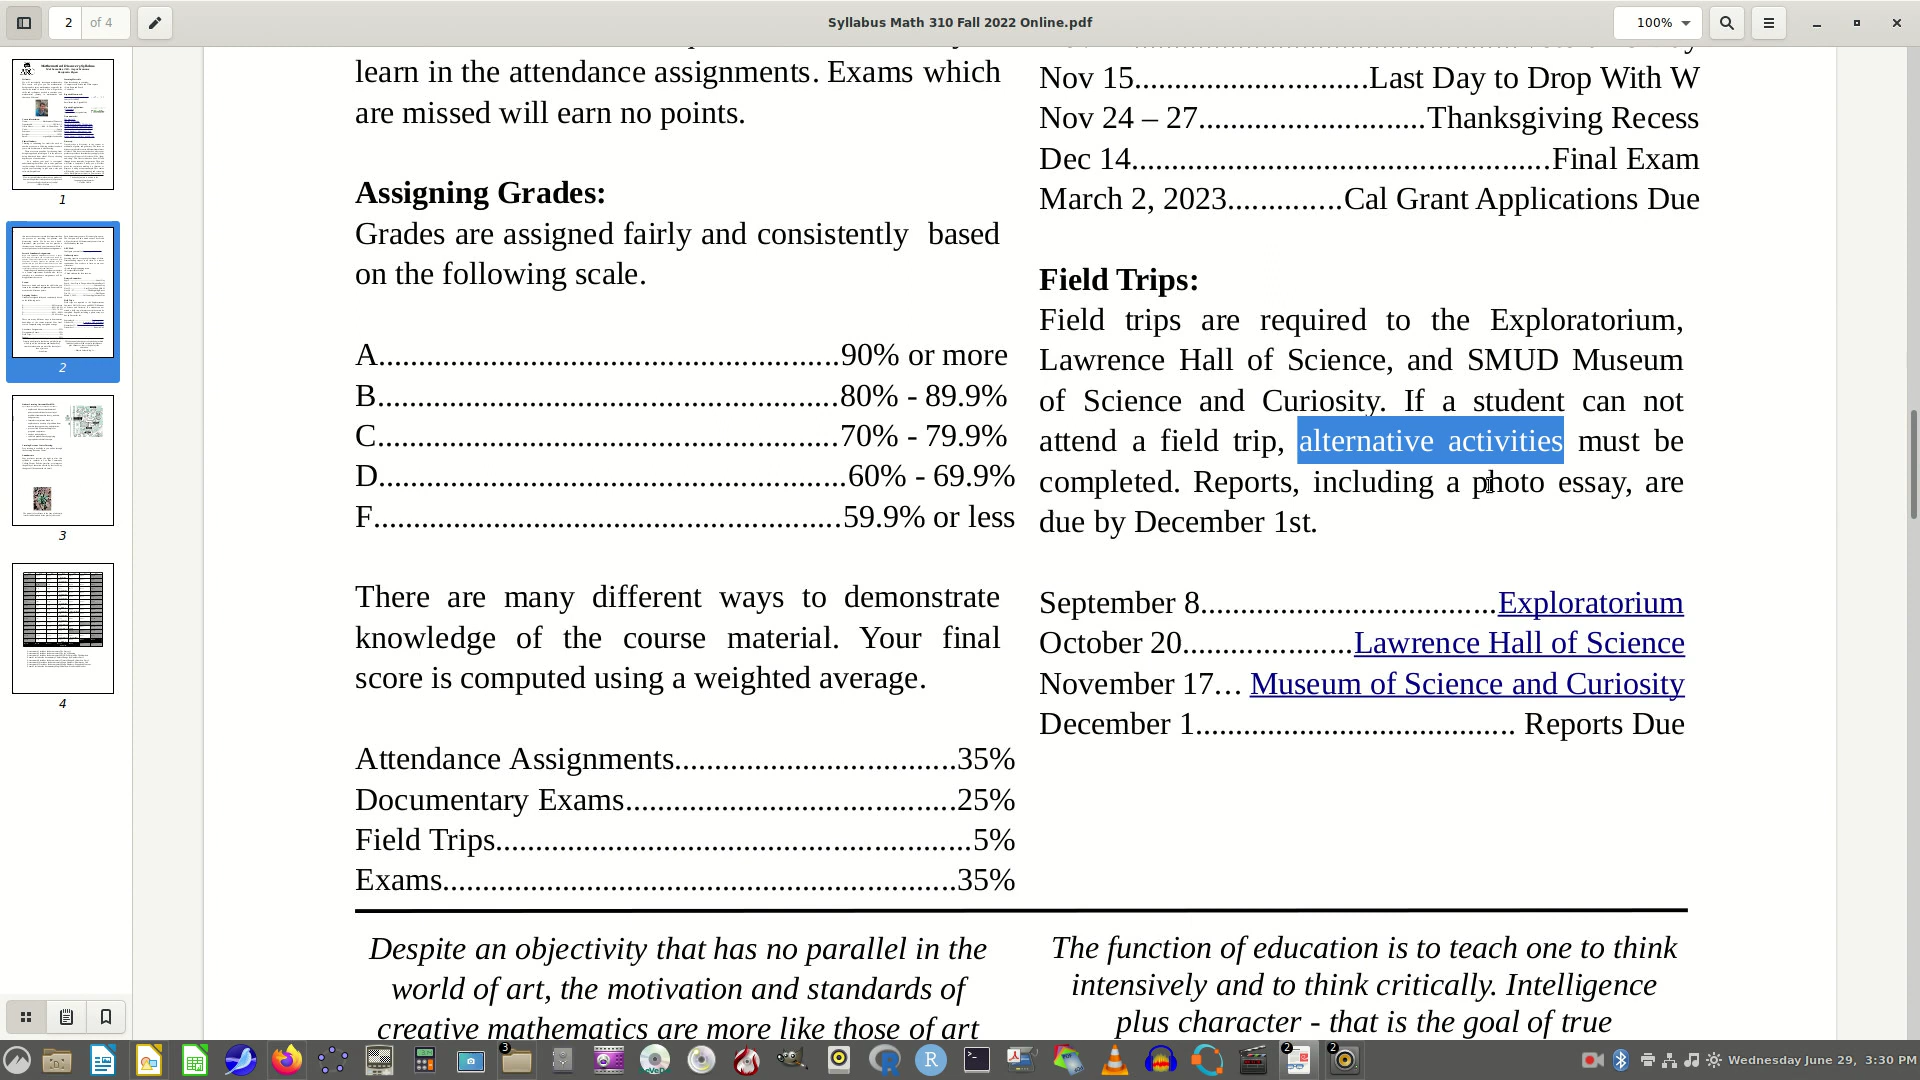 2 of 4
Syllabus Math 310 Fall 2022 Online.pdf
100%
1
2
3
4
learn in the attendance assignments. Exams which
are missed will earn no points.
Assigning Grades:
Grades are assigned fairly and consistently  based
on the following scale.
A..........................................................90% or more
B..........................................................80% - 89.9%
C..........................................................70% - 79.9%
D...........................................................60% - 69.9%
F...........................................................59.9% or less
There are many different ways to demonstrate
knowledge of the course material. Your final
score is computed using a weighted average.
Attendance Assignments...................................35%
Documentary Exams.........................................25%
Field Trips............................................................5%
Exams................................................................35%
Despite an objectivity that has no parallel in the
world of art, the motivation and standards of
creative mathematics are more like those of art
Nov 15.............................Last Day to Drop With W
Nov 24 – 27............................Thanksgiving Recess
Dec 14....................................................Final Exam
March 2, 2023..............Cal Grant Applications Due
Field Trips:
Field trips are required to the Exploratorium,
Lawrence Hall of Science, and SMUD Museum
of Science and Curiosity. If a student can not
attend a field trip, alternative activities must be
completed. Reports, including a photo essay, are
due by December 1st.
September 8.....................................Exploratorium
October 20.....................Lawrence Hall of Science
November 17… Museum of Science and Curiosity
December 1........................................ Reports Due
The function of education is to teach one to think
intensively and to think critically. Intelligence
plus character - that is the goal of true
3
2
2
Wednesday June 29, 3:30 PM